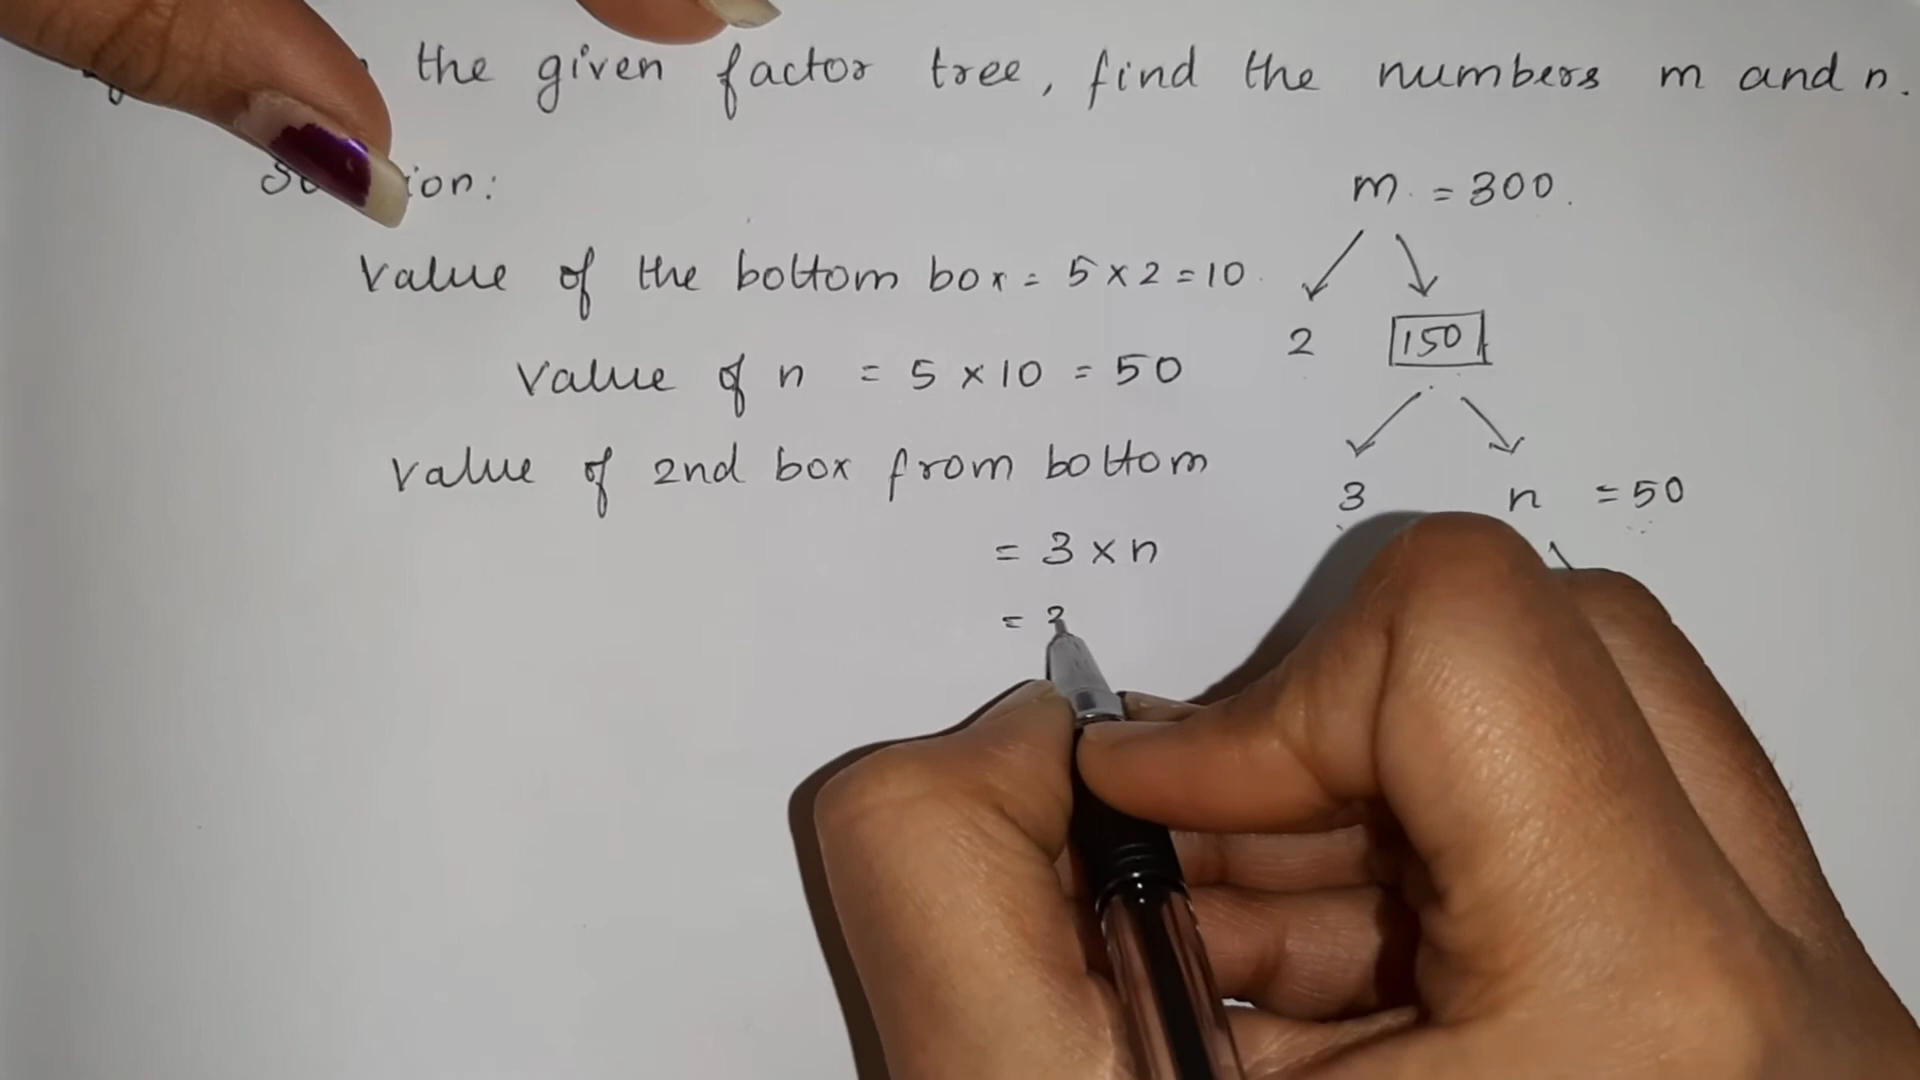 the given factor tree, find the numbers m and n.
m = 300.
Value of the bottom box = 5 × 2 = 10
2 150
Value of n = 5 × 10 = 50
Value of 2nd box from bottom
3 n = 50
= 3 × n
= 3